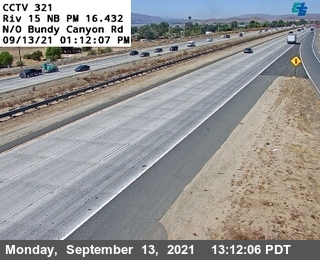 CCTV 321
Riv 15 NB PM 16.432
N/O Bundy Canyon Rd
09/13/21 01:12:07 PM
Monday, September 13, 2021 13:12:06 PDT